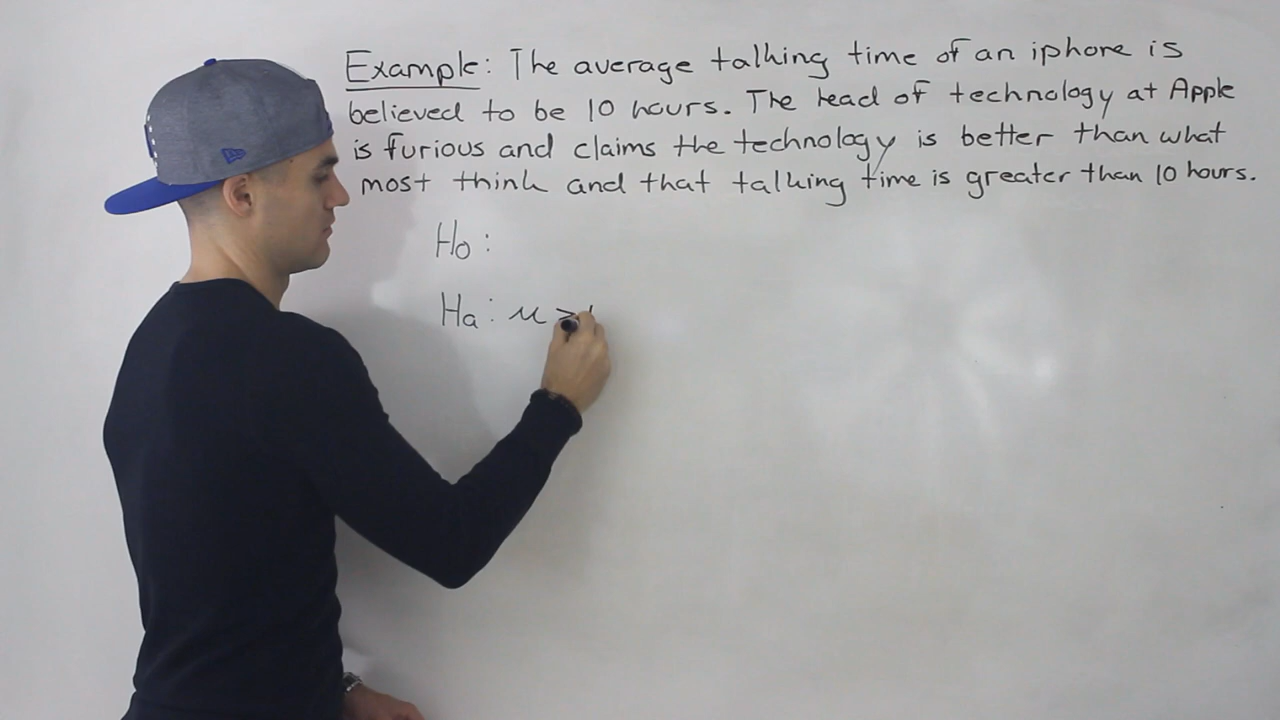 Example: The average talking time of an iphone is
believed to be 10 hours. The head of technology at Apple
is furious and claims the technology is better than what
most think and that talking time is greater than 10 hours.
Ho:
Ha: μ > 1